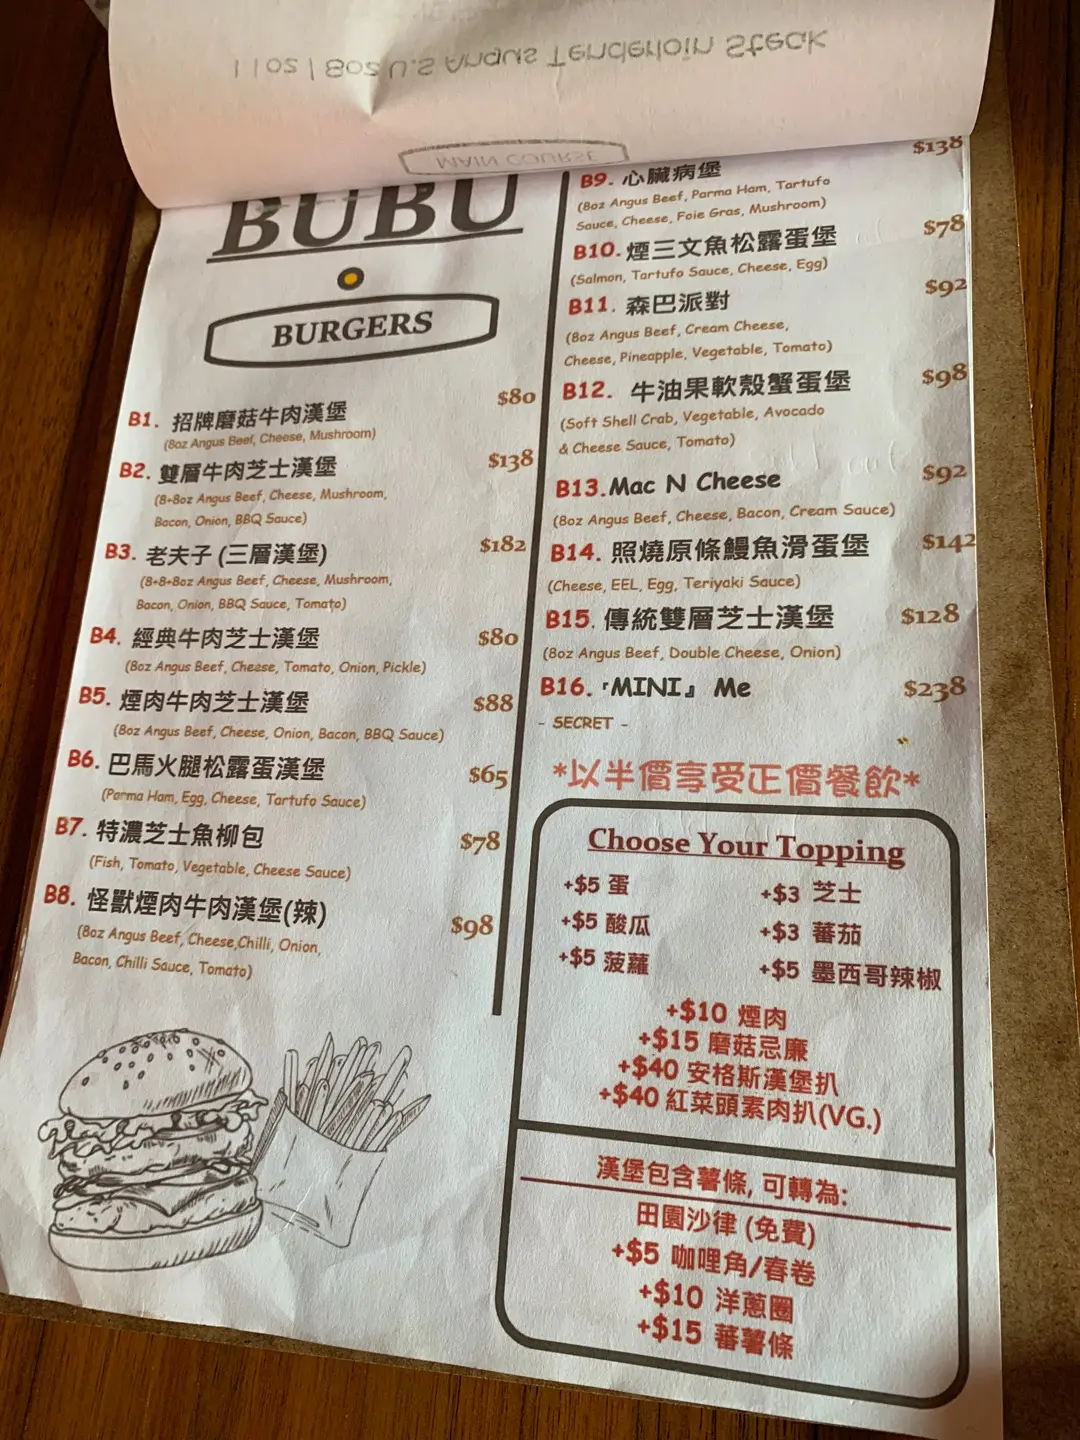 11oz | 8oz U.S Angus Tenderloin Steak
MAIN COURSE
BUBU
BURGERS
B1. 招牌磨菇牛肉漢堡 $80
(8oz Angus Beef, Cheese, Mushroom)
B2. 雙層牛肉芝士漢堡 $138
(8+8oz Angus Beef, Cheese, Mushroom,
Bacon, Onion, BBQ Sauce)
B3. 老夫子 (三層漢堡) $182
(8+8+8oz Angus Beef, Cheese, Mushroom,
Bacon, Onion, BBQ Sauce, Tomato)
B4. 經典牛肉芝士漢堡 $80
(8oz Angus Beef, Cheese, Tomato, Onion, Pickle)
B5. 煙肉牛肉芝士漢堡 $88
(8oz Angus Beef, Cheese, Onion, Bacon, BBQ Sauce)
B6. 巴馬火腿松露蛋漢堡 $65
(Parma Ham, Egg, Cheese, Tartufo Sauce)
B7. 特濃芝士魚柳包 $78
(Fish, Tomato, Vegetable, Cheese Sauce)
B8. 怪獸煙肉牛肉漢堡(辣) $98
(8oz Angus Beef, Cheese,Chilli, Onion,
Bacon, Chilli Sauce, Tomato)
B9. 心臟病堡 $138
(8oz Angus Beef, Parma Ham, Tartufo
Sauce, Cheese, Foie Gras, Mushroom)
B10. 煙三文魚松露蛋堡 $78
(Salmon, Tartufo Sauce, Cheese, Egg)
B11. 森巴派對 $92
(8oz Angus Beef, Cream Cheese,
Cheese, Pineapple, Vegetable, Tomato)
B12. 牛油果軟殼蟹蛋堡 $98
(Soft Shell Crab, Vegetable, Avocado
& Cheese Sauce, Tomato)
B13. Mac N Cheese $92
(8oz Angus Beef, Cheese, Bacon, Cream Sauce)
B14. 照燒原條鰻魚滑蛋堡 $142
(Cheese, EEL, Egg, Teriyaki Sauce)
B15. 傳統雙層芝士漢堡 $128
(8oz Angus Beef, Double Cheese, Onion)
B16. 『MINI』 Me $238
- SECRET -
*以半價享受正價餐飲*
Choose Your Topping
+$5 蛋 +$3 芝士
+$5 酸瓜 +$3 蕃茄
+$5 菠蘿 +$5 墨西哥辣椒
+$10 煙肉
+$15 磨菇忌廉
+$40 安格斯漢堡扒
+$40 紅菜頭素肉扒(VG.)
漢堡包含薯條, 可轉為:
田園沙律 (免費)
+$5 咖哩角/春卷
+$10 洋蔥圈
+$15 蕃薯條